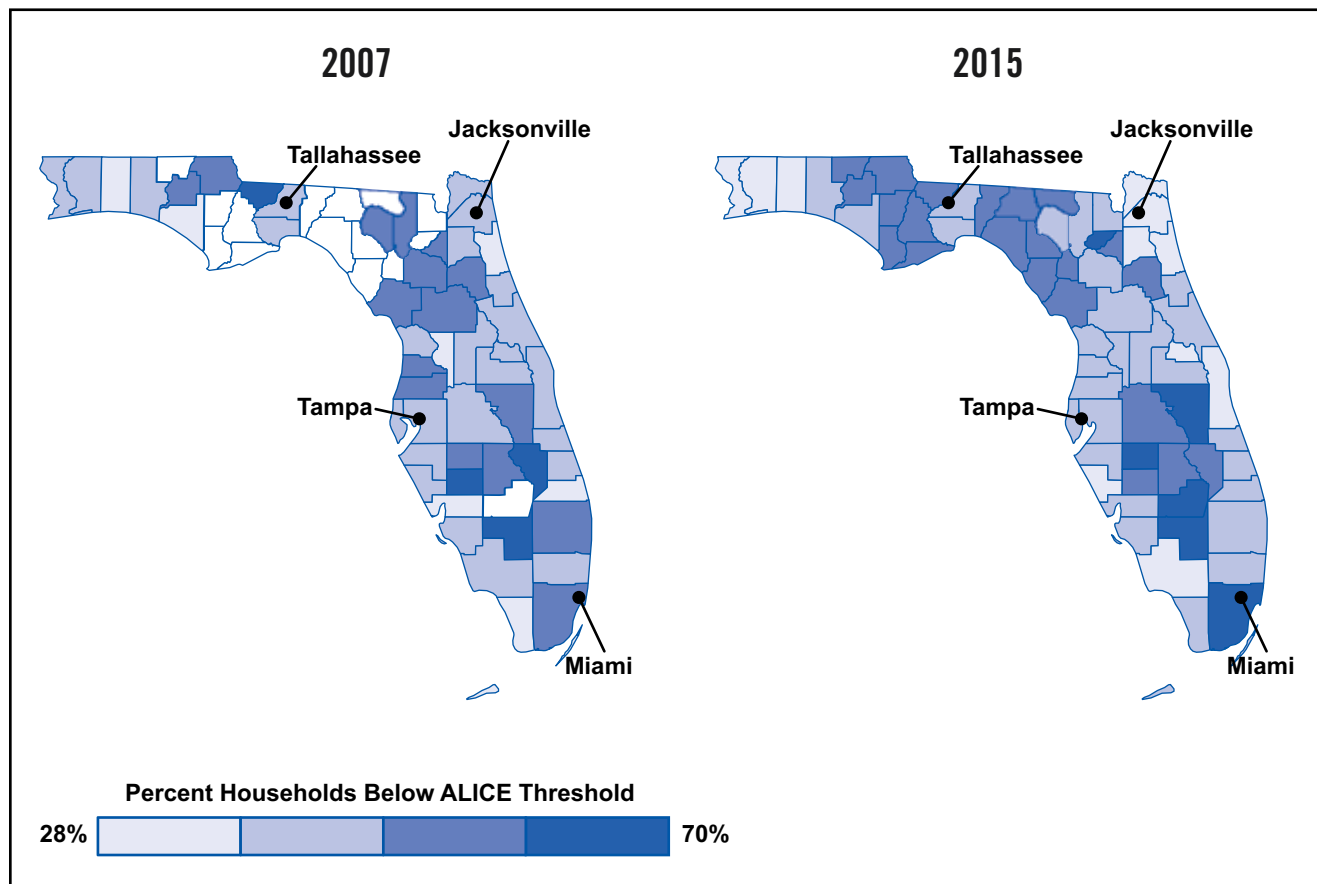 2007
2015
Jacksonville
Tallahassee
Tampa
Miami
Jacksonville
Tallahassee
Tampa
Miami
Percent Households Below ALICE Threshold
28%
70%